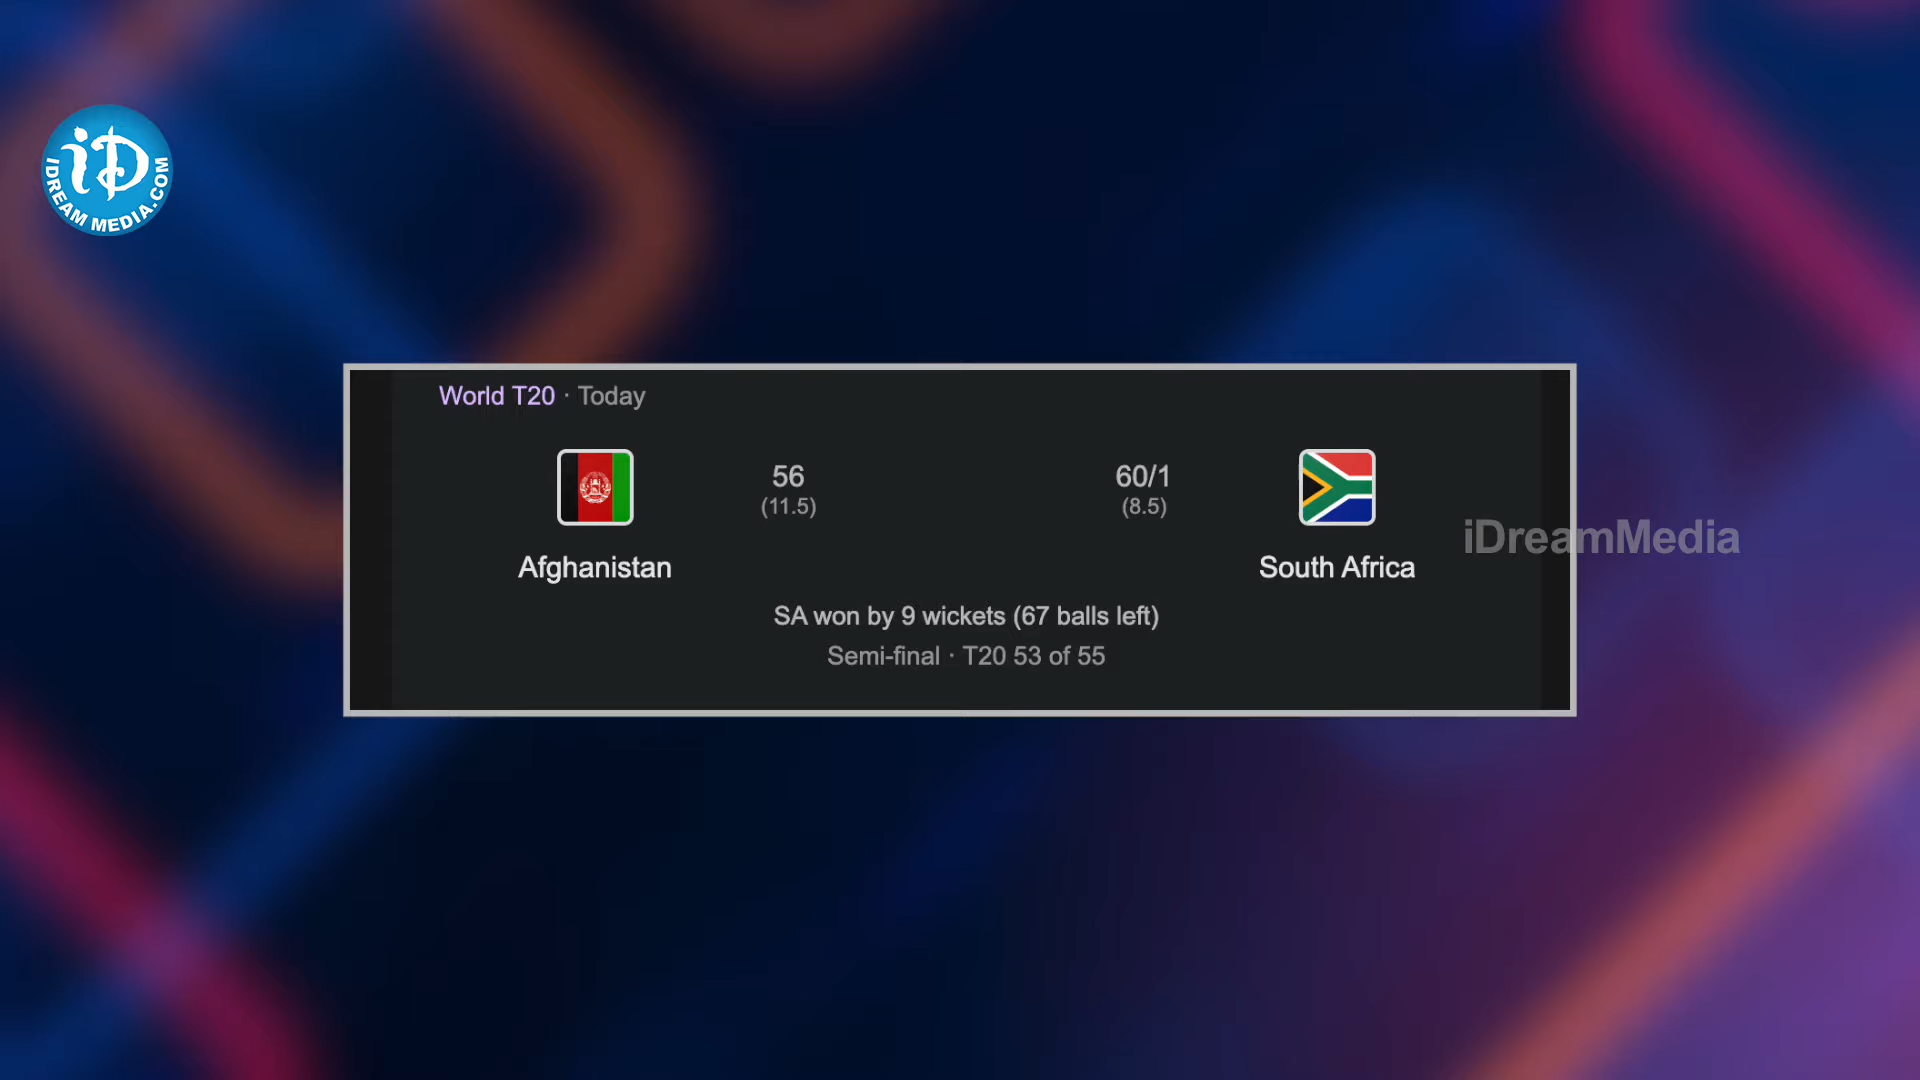 iD
IDREAM MEDIA.COM
World T20 · Today
56
(11.5)
60/1
(8.5)
Afghanistan
South Africa
iDreamMedia
SA won by 9 wickets (67 balls left)
Semi-final · T20 53 of 55